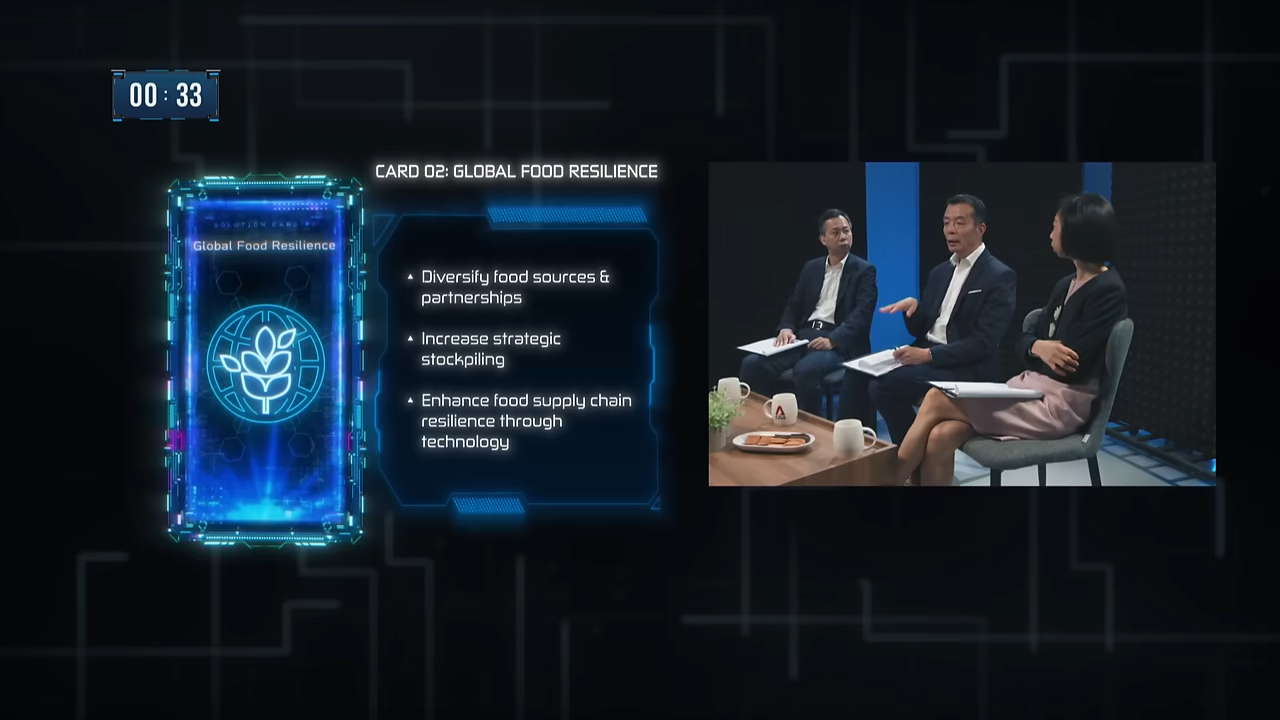 00 : 33
CARD 02: GLOBAL FOOD RESILIENCE
Global Food Resilience
▲ Diversify food sources &
partnerships
▲ Increase strategic
stockpiling
▲ Enhance food supply chain
resilience through
technology